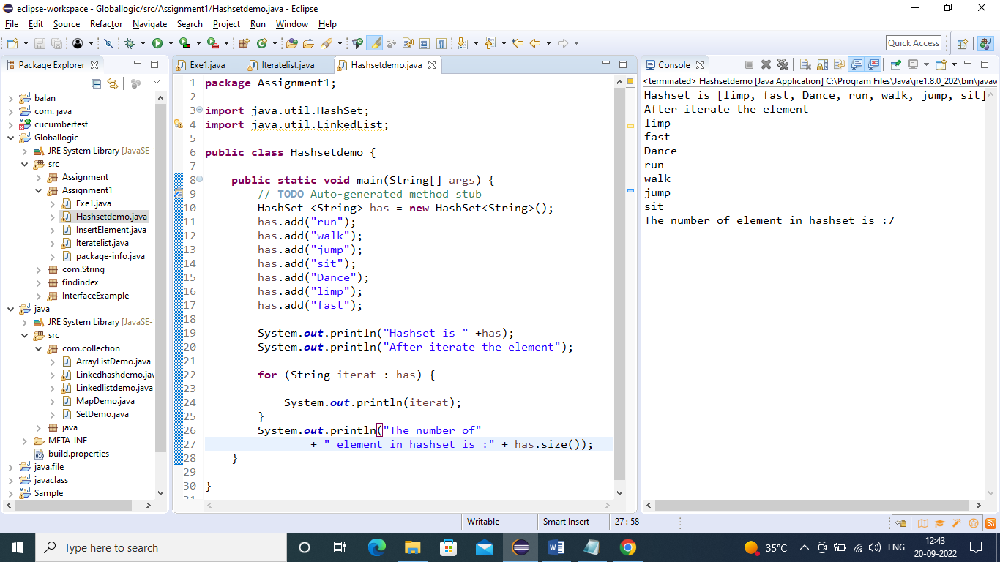 eclipse-workspace - Globallogic/src/Assignment1/Hashsetdemo.java - Eclipse
File Edit Source Refactor Navigate Search Project Run Window Help
Quick Access
Package Explorer
balan
com. java
cucumbertest
Globallogic
JRE System Library [JavaSE-
src
Assignment
Assignment1
Exe1.java
Hashsetdemo.java
InsertElement.java
Iteratelist.java
package-info.java
com.String
findindex
InterfaceExample
java
JRE System Library [JavaSE-
src
com.collection
ArrayListDemo.java
Linkedhashdemo.jav
Linkedlistdemo.java
MapDemo.java
SetDemo.java
java
META-INF
build.properties
java.file
javaclass
Sample
Exe1.java Iteratelist.java Hashsetdemo.java
1 package Assignment1;
2
3 import java.util.HashSet;
4 import java.util.LinkedList;
5
6 public class Hashsetdemo {
7
8 public static void main(String[] args) {
9 // TODO Auto-generated method stub
10 HashSet <String> has = new HashSet<String>();
11 has.add("run");
12 has.add("walk");
13 has.add("jump");
14 has.add("sit");
15 has.add("Dance");
16 has.add("limp");
17 has.add("fast");
18
19 System.out.println("Hashset is " +has);
20 System.out.println("After iterate the element");
21
22 for (String iterat : has) {
23
24 System.out.println(iterat);
25 }
26 System.out.println("The number of"
27 + " element in hashset is :" + has.size());
28 }
29
30 }
31
Console
<terminated> Hashsetdemo [Java Application] C:\Program Files\Java\jre1.8.0_202\bin\javaw
Hashset is [limp, fast, Dance, run, walk, jump, sit]
After iterate the element
limp
fast
Dance
run
walk
jump
sit
The number of element in hashset is :7
Writable Smart Insert 27 : 58
Type here to search
35°C
ENG
12:43
20-09-2022